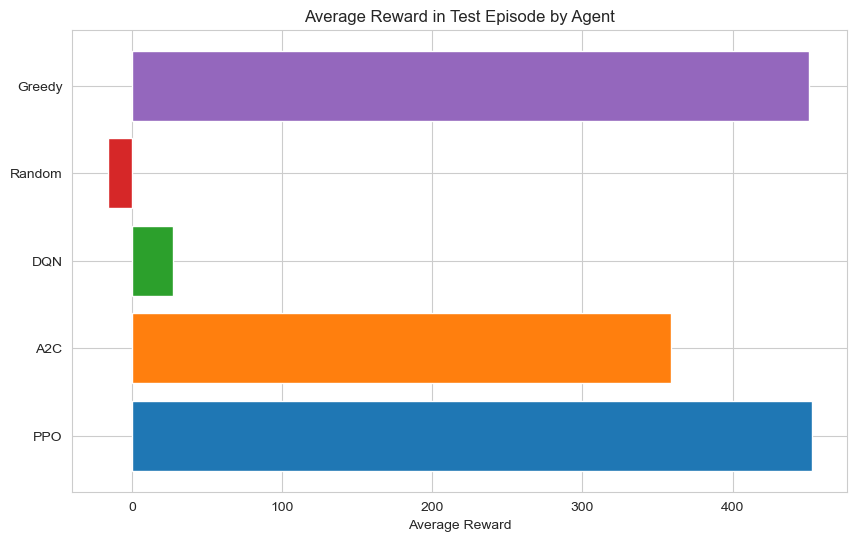 Average Reward in Test Episode by Agent
Greedy
Random
DQN
A2C
PPO
0 100 200 300 400
Average Reward